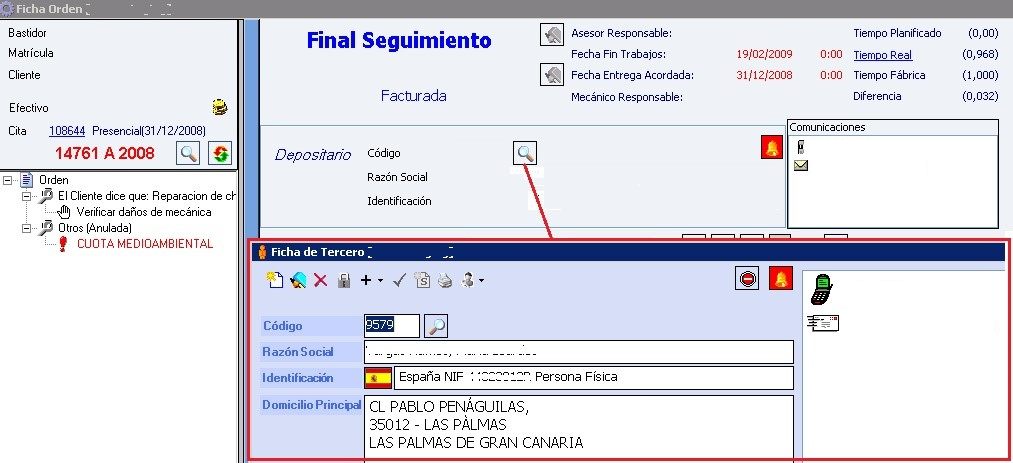 Ficha Orden [
Bastidor
Matrícula
Cliente
Efectivo
Cita 108644 Presencial(31/12/2008)
14761 A 2008
Orden
El Cliente dice que: Reparacion de ch
Verificar daños de mecánica
Otros (Anulada)
CUOTA MEDIOAMBIENTAL
Final Seguimiento
Facturada
Asesor Responsable:
Fecha Fin Trabajos: 19/02/2009 0:00
Fecha Entrega Acordada: 31/12/2008 0:00
Mecánico Responsable:
Tiempo Planificado (0,00)
Tiempo Real (0,968)
Tiempo Fábrica (1,000)
Diferencia (0,032)
Depositario
Código
Razón Social
Identificación
Comunicaciones
Ficha de Tercero [
Código 9579
Razón Social
Identificación España NIF Persona Física
Domicilio Principal
CL PABLO PENÁGUILAS,
35012 - LAS PÀLMAS
LAS PALMAS DE GRAN CANARIA